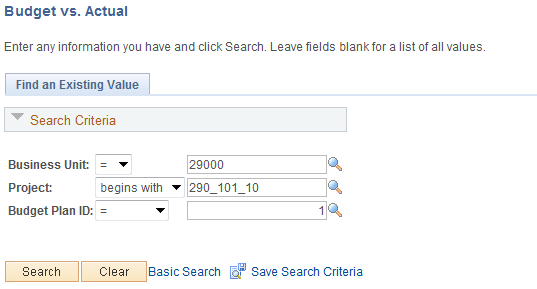 Budget vs. Actual
Enter any information you have and click Search. Leave fields blank for a list of all values.
Find an Existing Value
Search Criteria
Business Unit: = 29000
Project: begins with 290_101_10
Budget Plan ID: = 1
Search Clear Basic Search Save Search Criteria